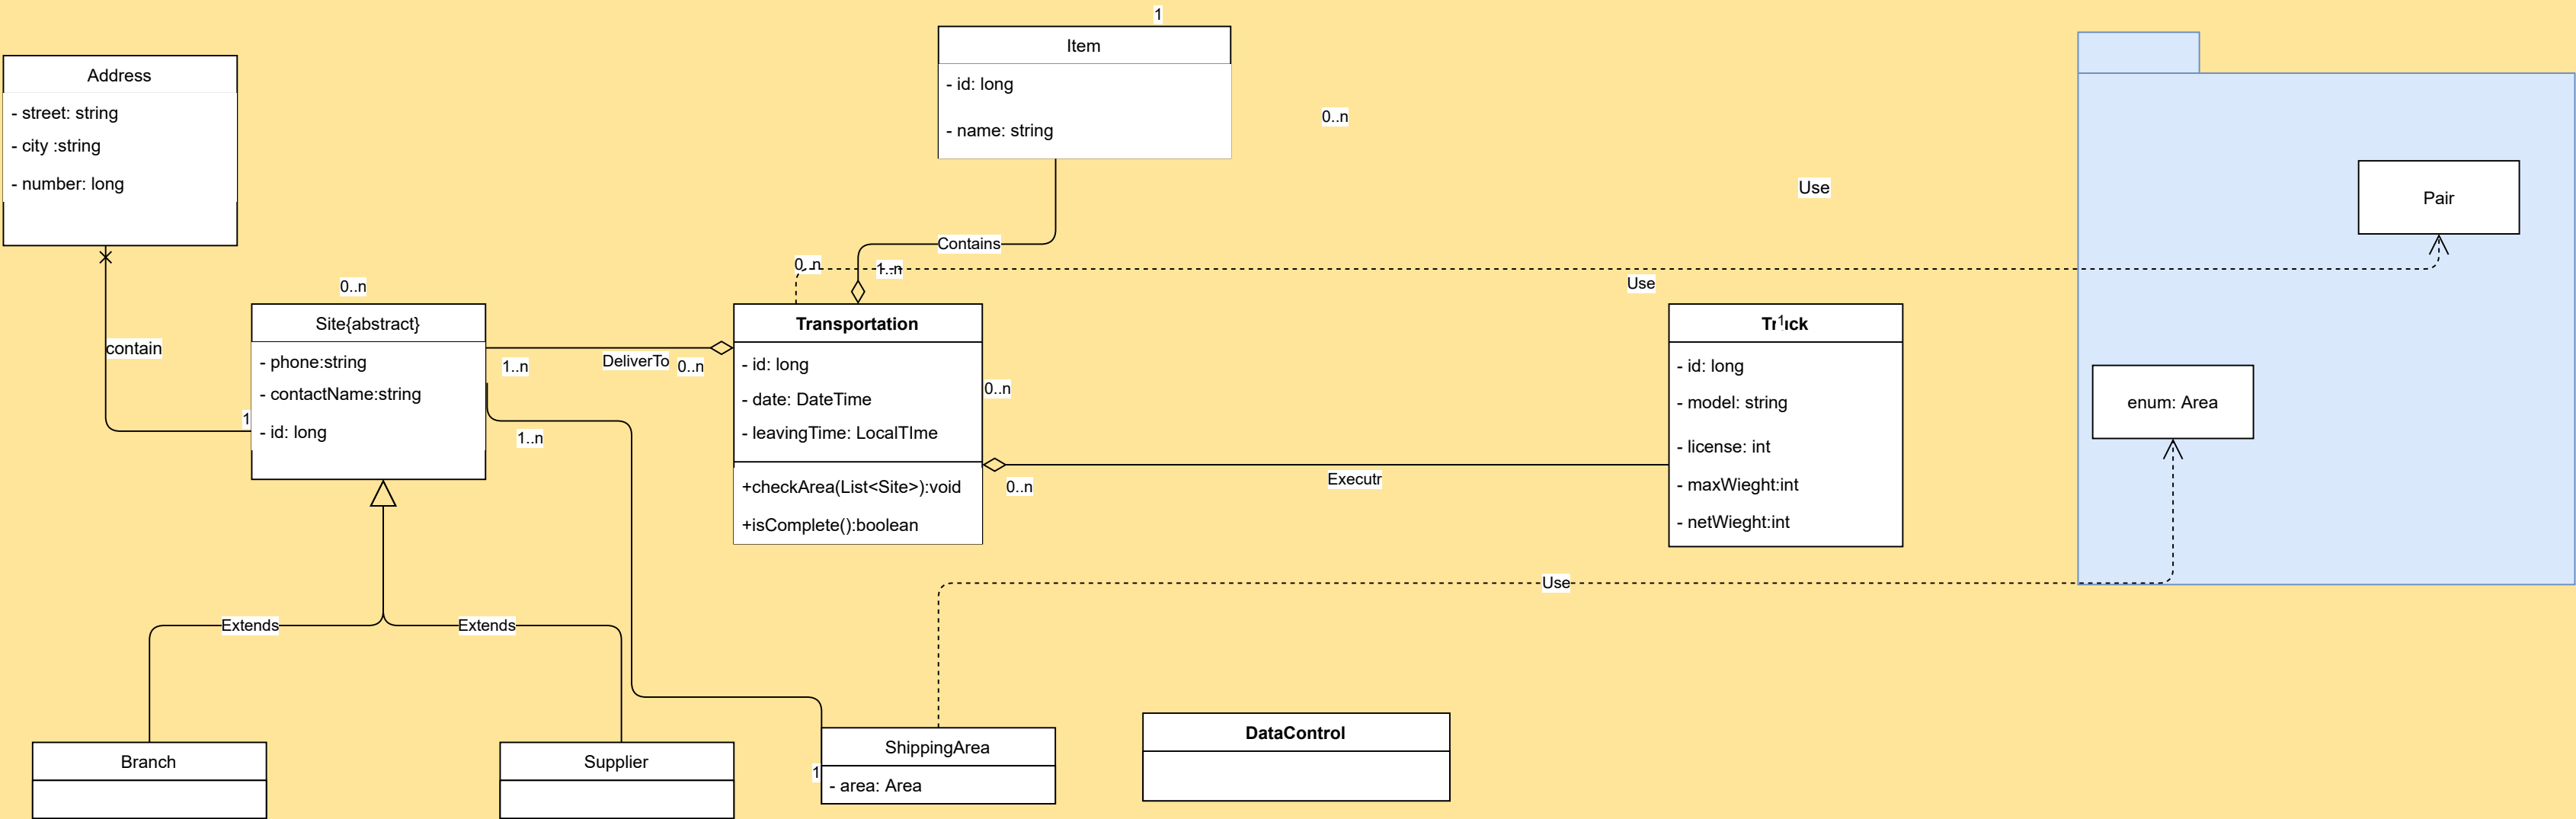 1
Item
- id: long
- name: string
0..n
Address
- street: string
- city :string
- number: long
Use
Pair
Contains
0..n
1..n
Use
0..n
contain
1
Site{abstract}
- phone:string
- contactName:string
- id: long
1..n
DeliverTo
0..n
1..n
Transportation
- id: long
- date: DateTime
- leavingTime: LocalTIme
+checkArea(List<Site>):void
+isComplete():boolean
0..n
0..n
Executr
Truck
1
- id: long
- model: string
- license: int
- maxWieght:int
- netWieght:int
enum: Area
Use
Extends
Extends
Branch
Supplier
1
ShippingArea
- area: Area
DataControl